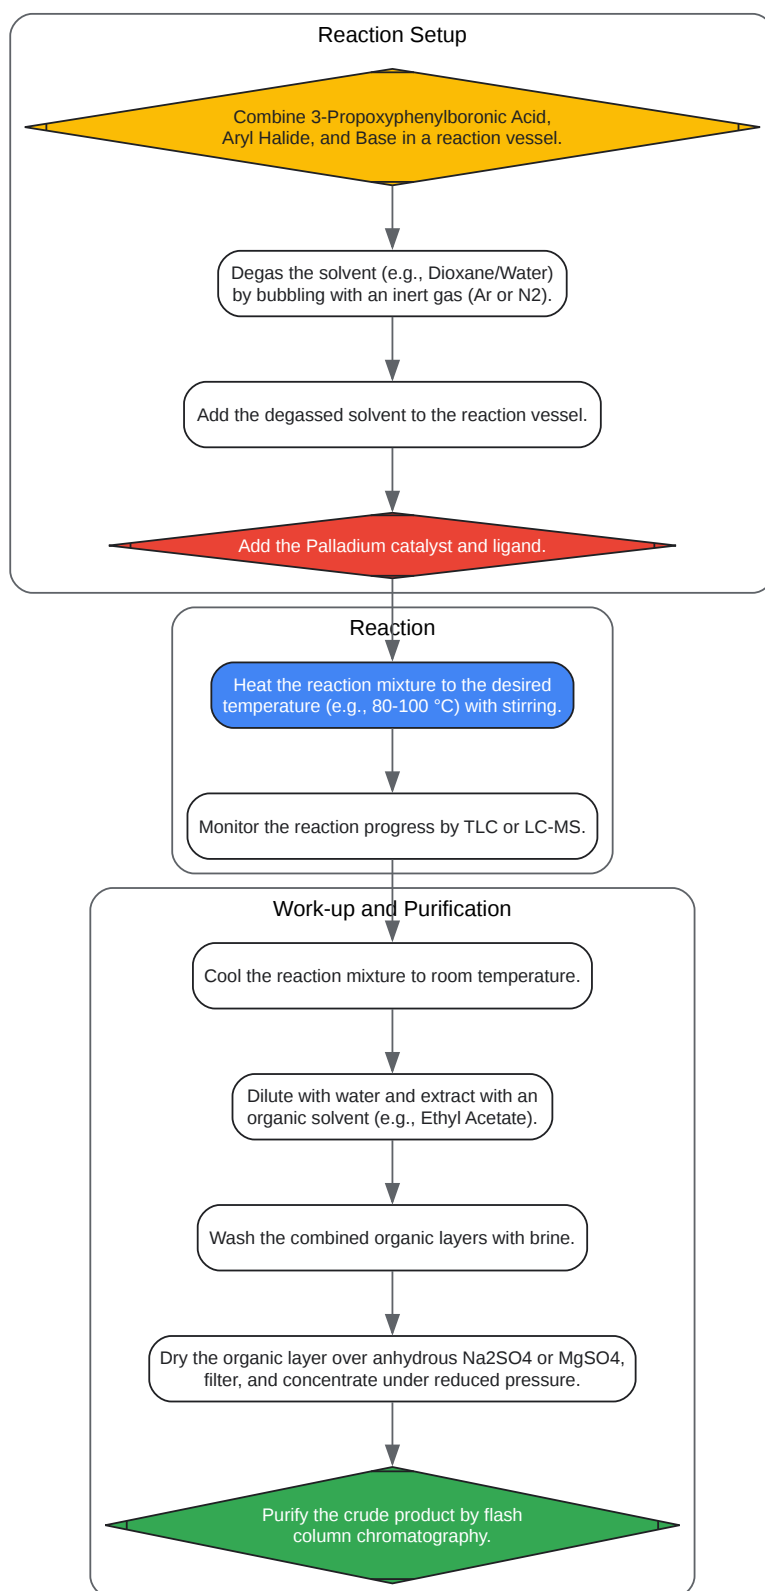 Reaction Setup
Combine 3-Propoxyphenylboronic Acid,
Aryl Halide, and Base in a reaction vessel.
Degas the solvent (e.g., Dioxane/Water)
by bubbling with an inert gas (Ar or N2).
Add the degassed solvent to the reaction vessel.
Add the Palladium catalyst and ligand.
Reaction
Heat the reaction mixture to the desired
temperature (e.g., 80-100 °C) with stirring.
Monitor the reaction progress by TLC or LC-MS.
Work-up and Purification
Cool the reaction mixture to room temperature.
Dilute with water and extract with an
organic solvent (e.g., Ethyl Acetate).
Wash the combined organic layers with brine.
Dry the organic layer over anhydrous Na2SO4 or MgSO4,
filter, and concentrate under reduced pressure.
Purify the crude product by flash
column chromatography.